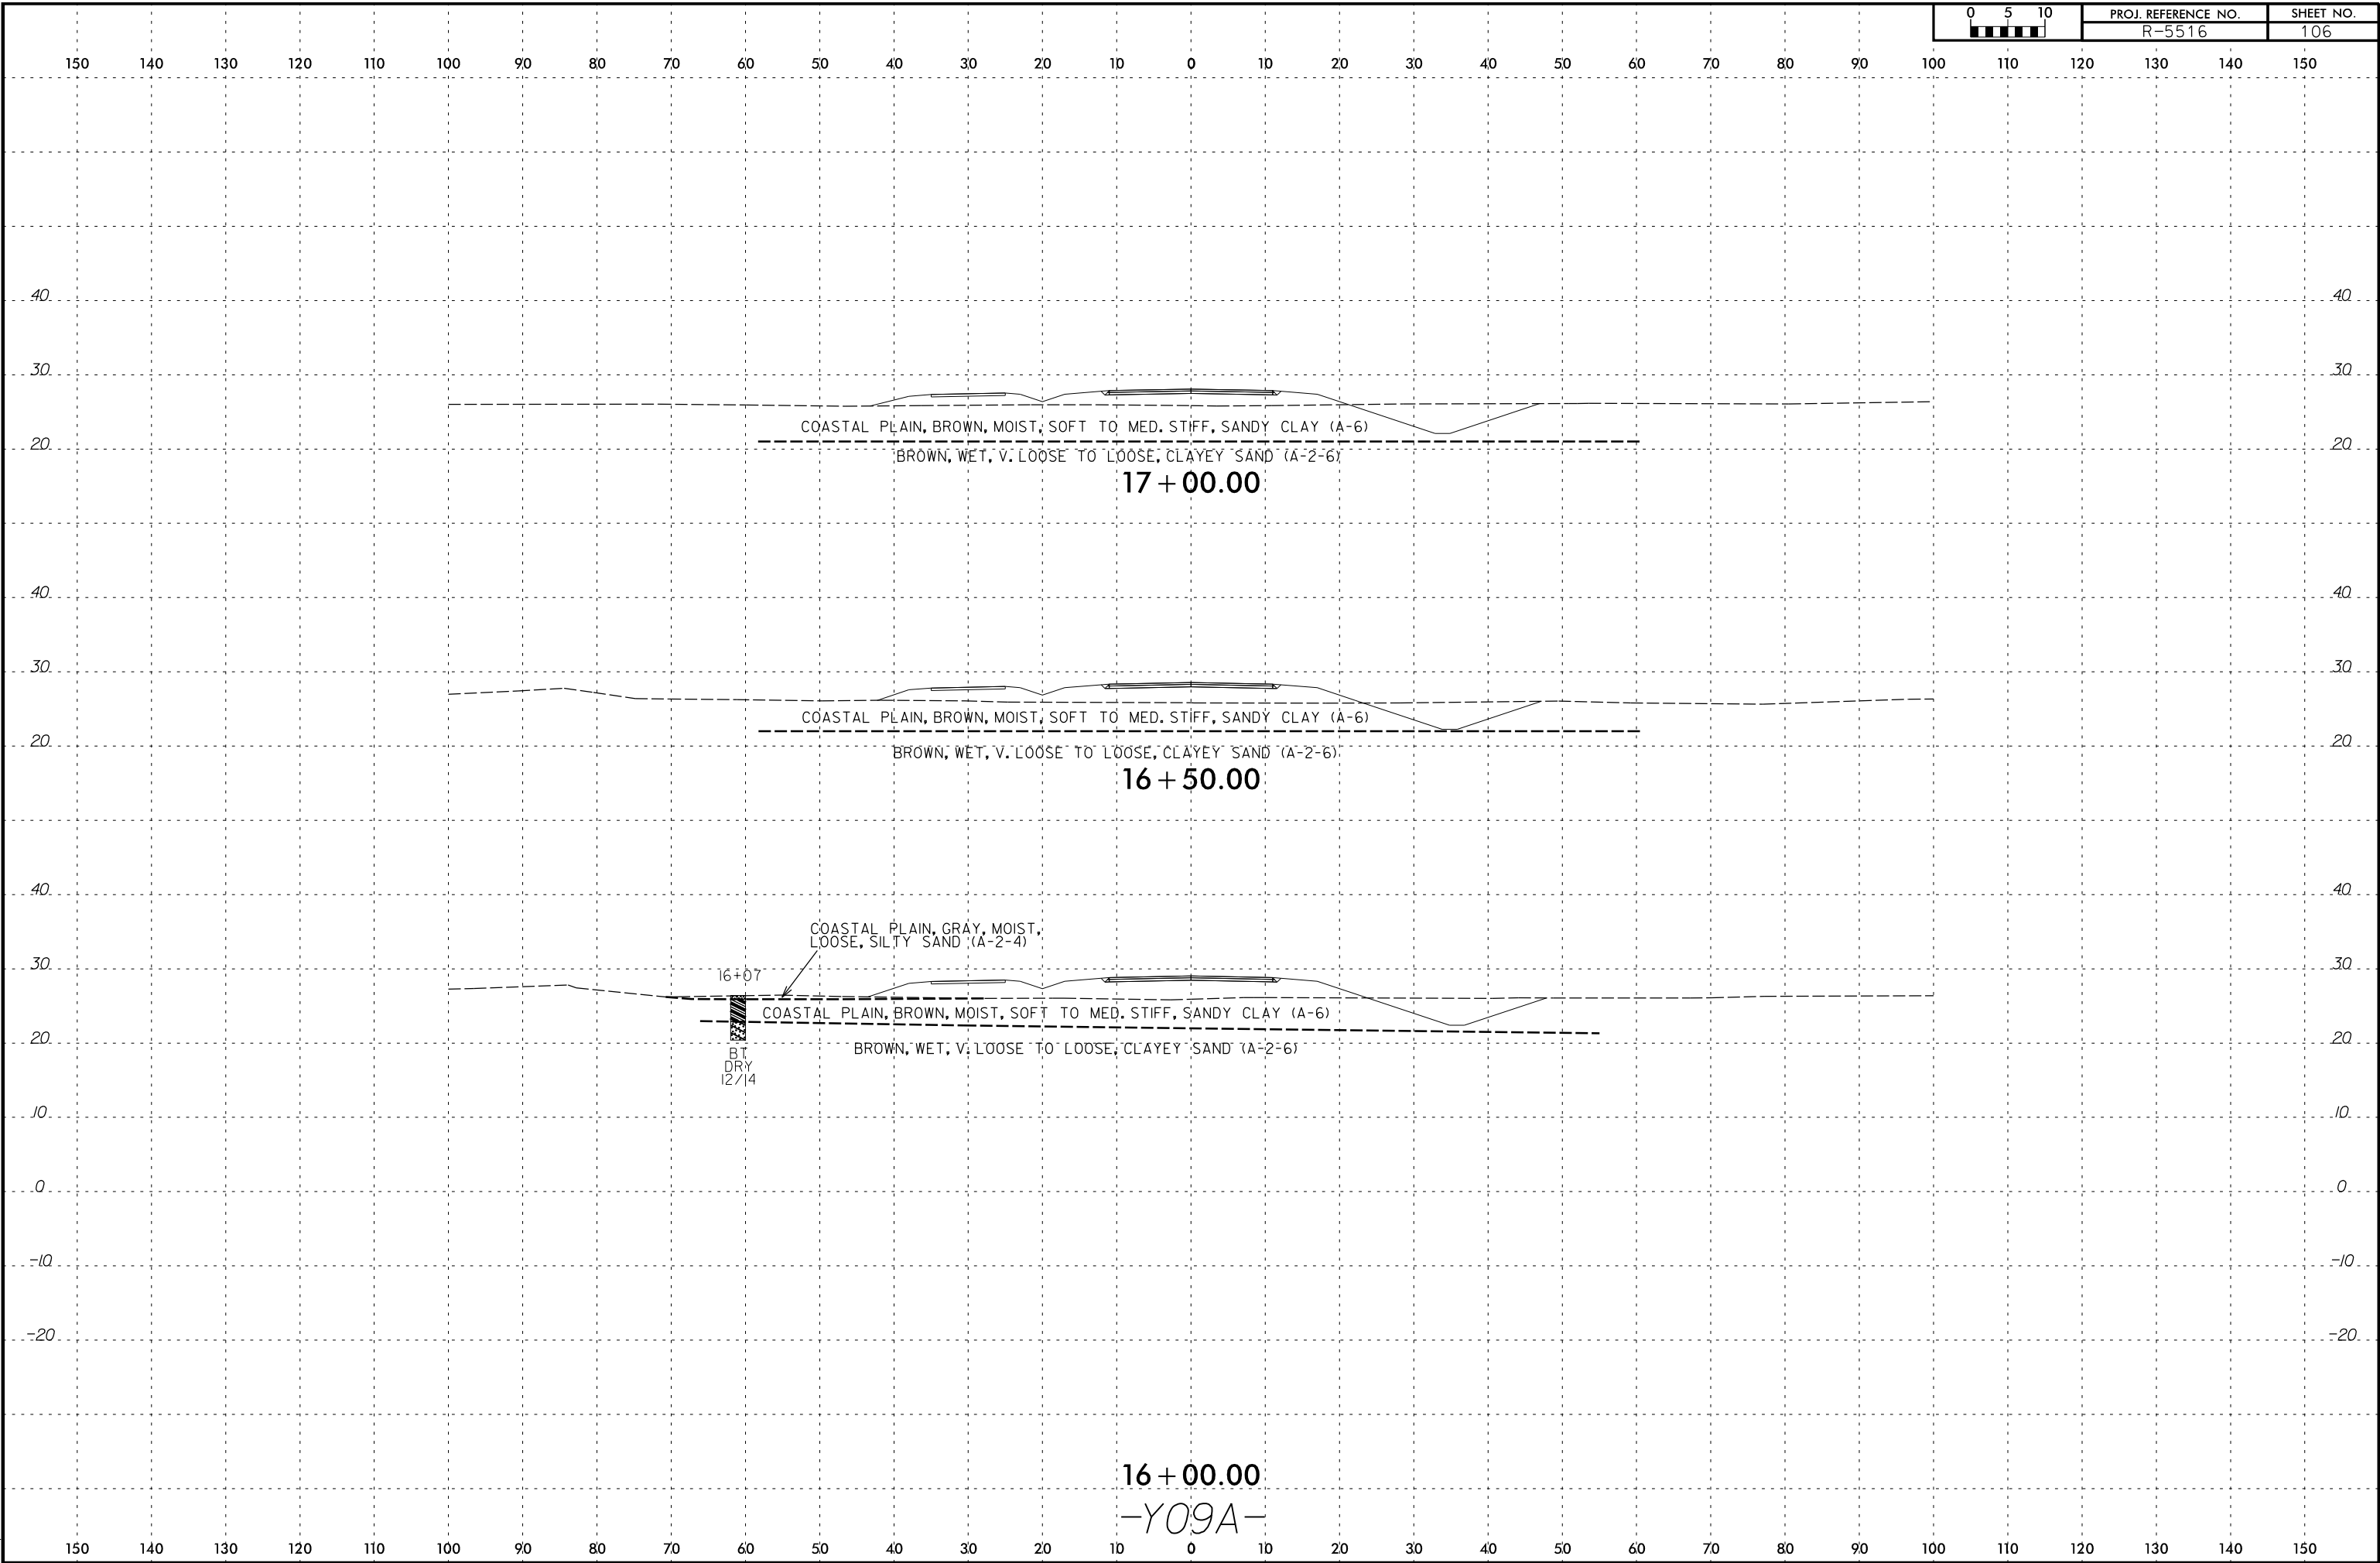 0 5 10
PROJ. REFERENCE NO. SHEET NO.
R-5516 106
150 140 130 120 110 100 90 80 70 60 50 40 30 20 10 0 10 20 30 40 50 60 70 80 90 100 110 120 130 140 150
40 40
30 30
COASTAL PLAIN, BROWN, MOIST, SOFT TO MED. STIFF, SANDY CLAY (A-6)
20 20
BROWN, WET, V. LOOSE TO LOOSE, CLAYEY SAND (A-2-6)
17+00.00
40 40
30 30
COASTAL PLAIN, BROWN, MOIST, SOFT TO MED. STIFF, SANDY CLAY (A-6)
20 20
BROWN, WET, V. LOOSE TO LOOSE, CLAYEY SAND (A-2-6)
16+50.00
40 40
COASTAL PLAIN, GRAY, MOIST,
LOOSE, SILTY SAND (A-2-4)
30 30
16+07
COASTAL PLAIN, BROWN, MOIST, SOFT TO MED. STIFF, SANDY CLAY (A-6)
20 20
BROWN, WET, V. LOOSE TO LOOSE, CLAYEY SAND (A-2-6)
BT
DRY
12/14
10 10
0 0
-10 -10
-20 -20
16+00.00
-Y09A-
150 140 130 120 110 100 90 80 70 60 50 40 30 20 10 0 10 20 30 40 50 60 70 80 90 100 110 120 130 140 150